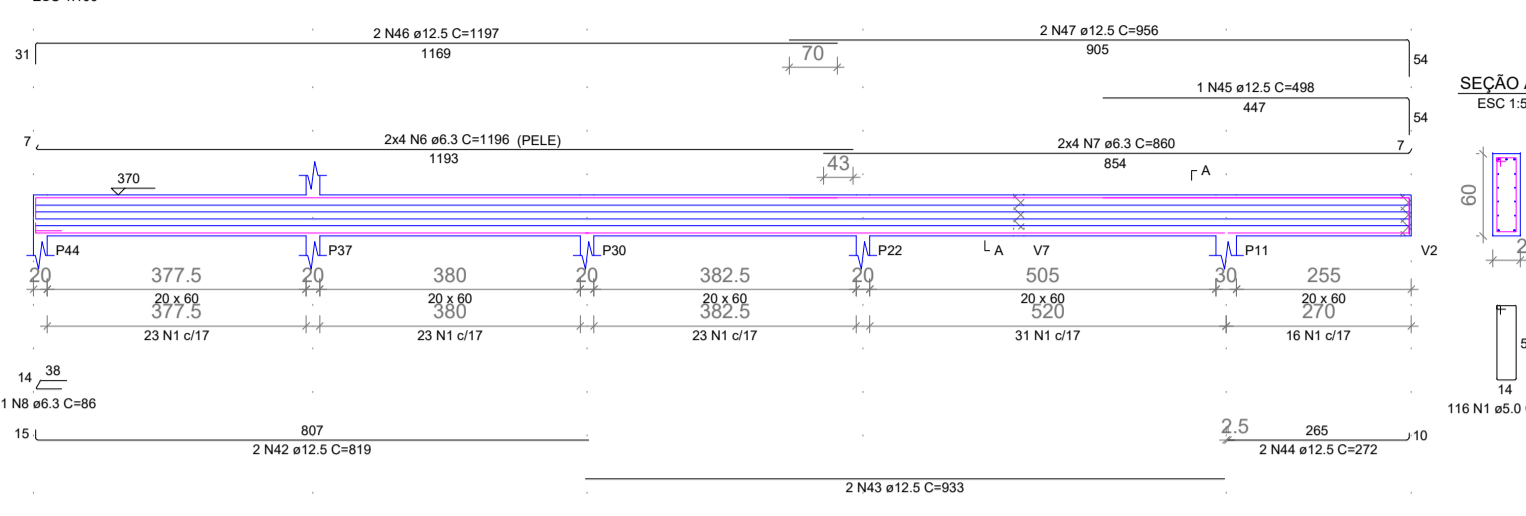 2 N46 ø12.5 C=1197
31
1169
70
2 N47 ø12.5 C=956
905
54
1 N45 ø12.5 C=498
447
54
SEÇÃO
ESC 1:5
7
2x4 N6 ø6.3 C=1196 (PELE)
1193
43
2x4 N7 ø6.3 C=860
854
7
370
A
60
P44
P37
P30
P22
A
V7
P11
V2
20 377.5 20 380 20 382.5 20 505 30 255
20 x 60 20 x 60 20 x 60 20 x 60 20 x 60
377.5 380 382.5 520 270
23 N1 c/17 23 N1 c/17 23 N1 c/17 31 N1 c/17 16 N1 c/17
14 38
1 N8 ø6.3 C=86
14
116 N1 ø5.0
15
807
2 N42 ø12.5 C=819
2.5
265
10
2 N44 ø12.5 C=272
2 N43 ø12.5 C=933